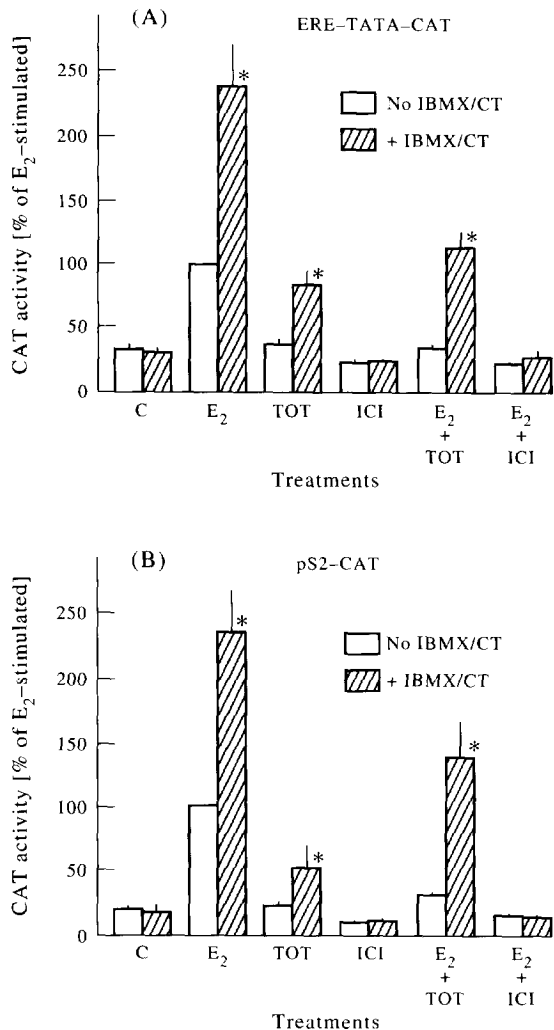 (A)
ERE–TATA–CAT
CAT activity [% of E2–stimulated]
250
200
150
100
50
0
No IBMX/CT
+ IBMX/CT
*
*
*
C E2 TOT ICI E2 + TOT E2 + ICI
Treatments
(B)
pS2–CAT
CAT activity [% of E2–stimulated]
250
200
150
100
50
0
No IBMX/CT
+ IBMX/CT
*
*
*
C E2 TOT ICI E2 + TOT E2 + ICI
Treatments